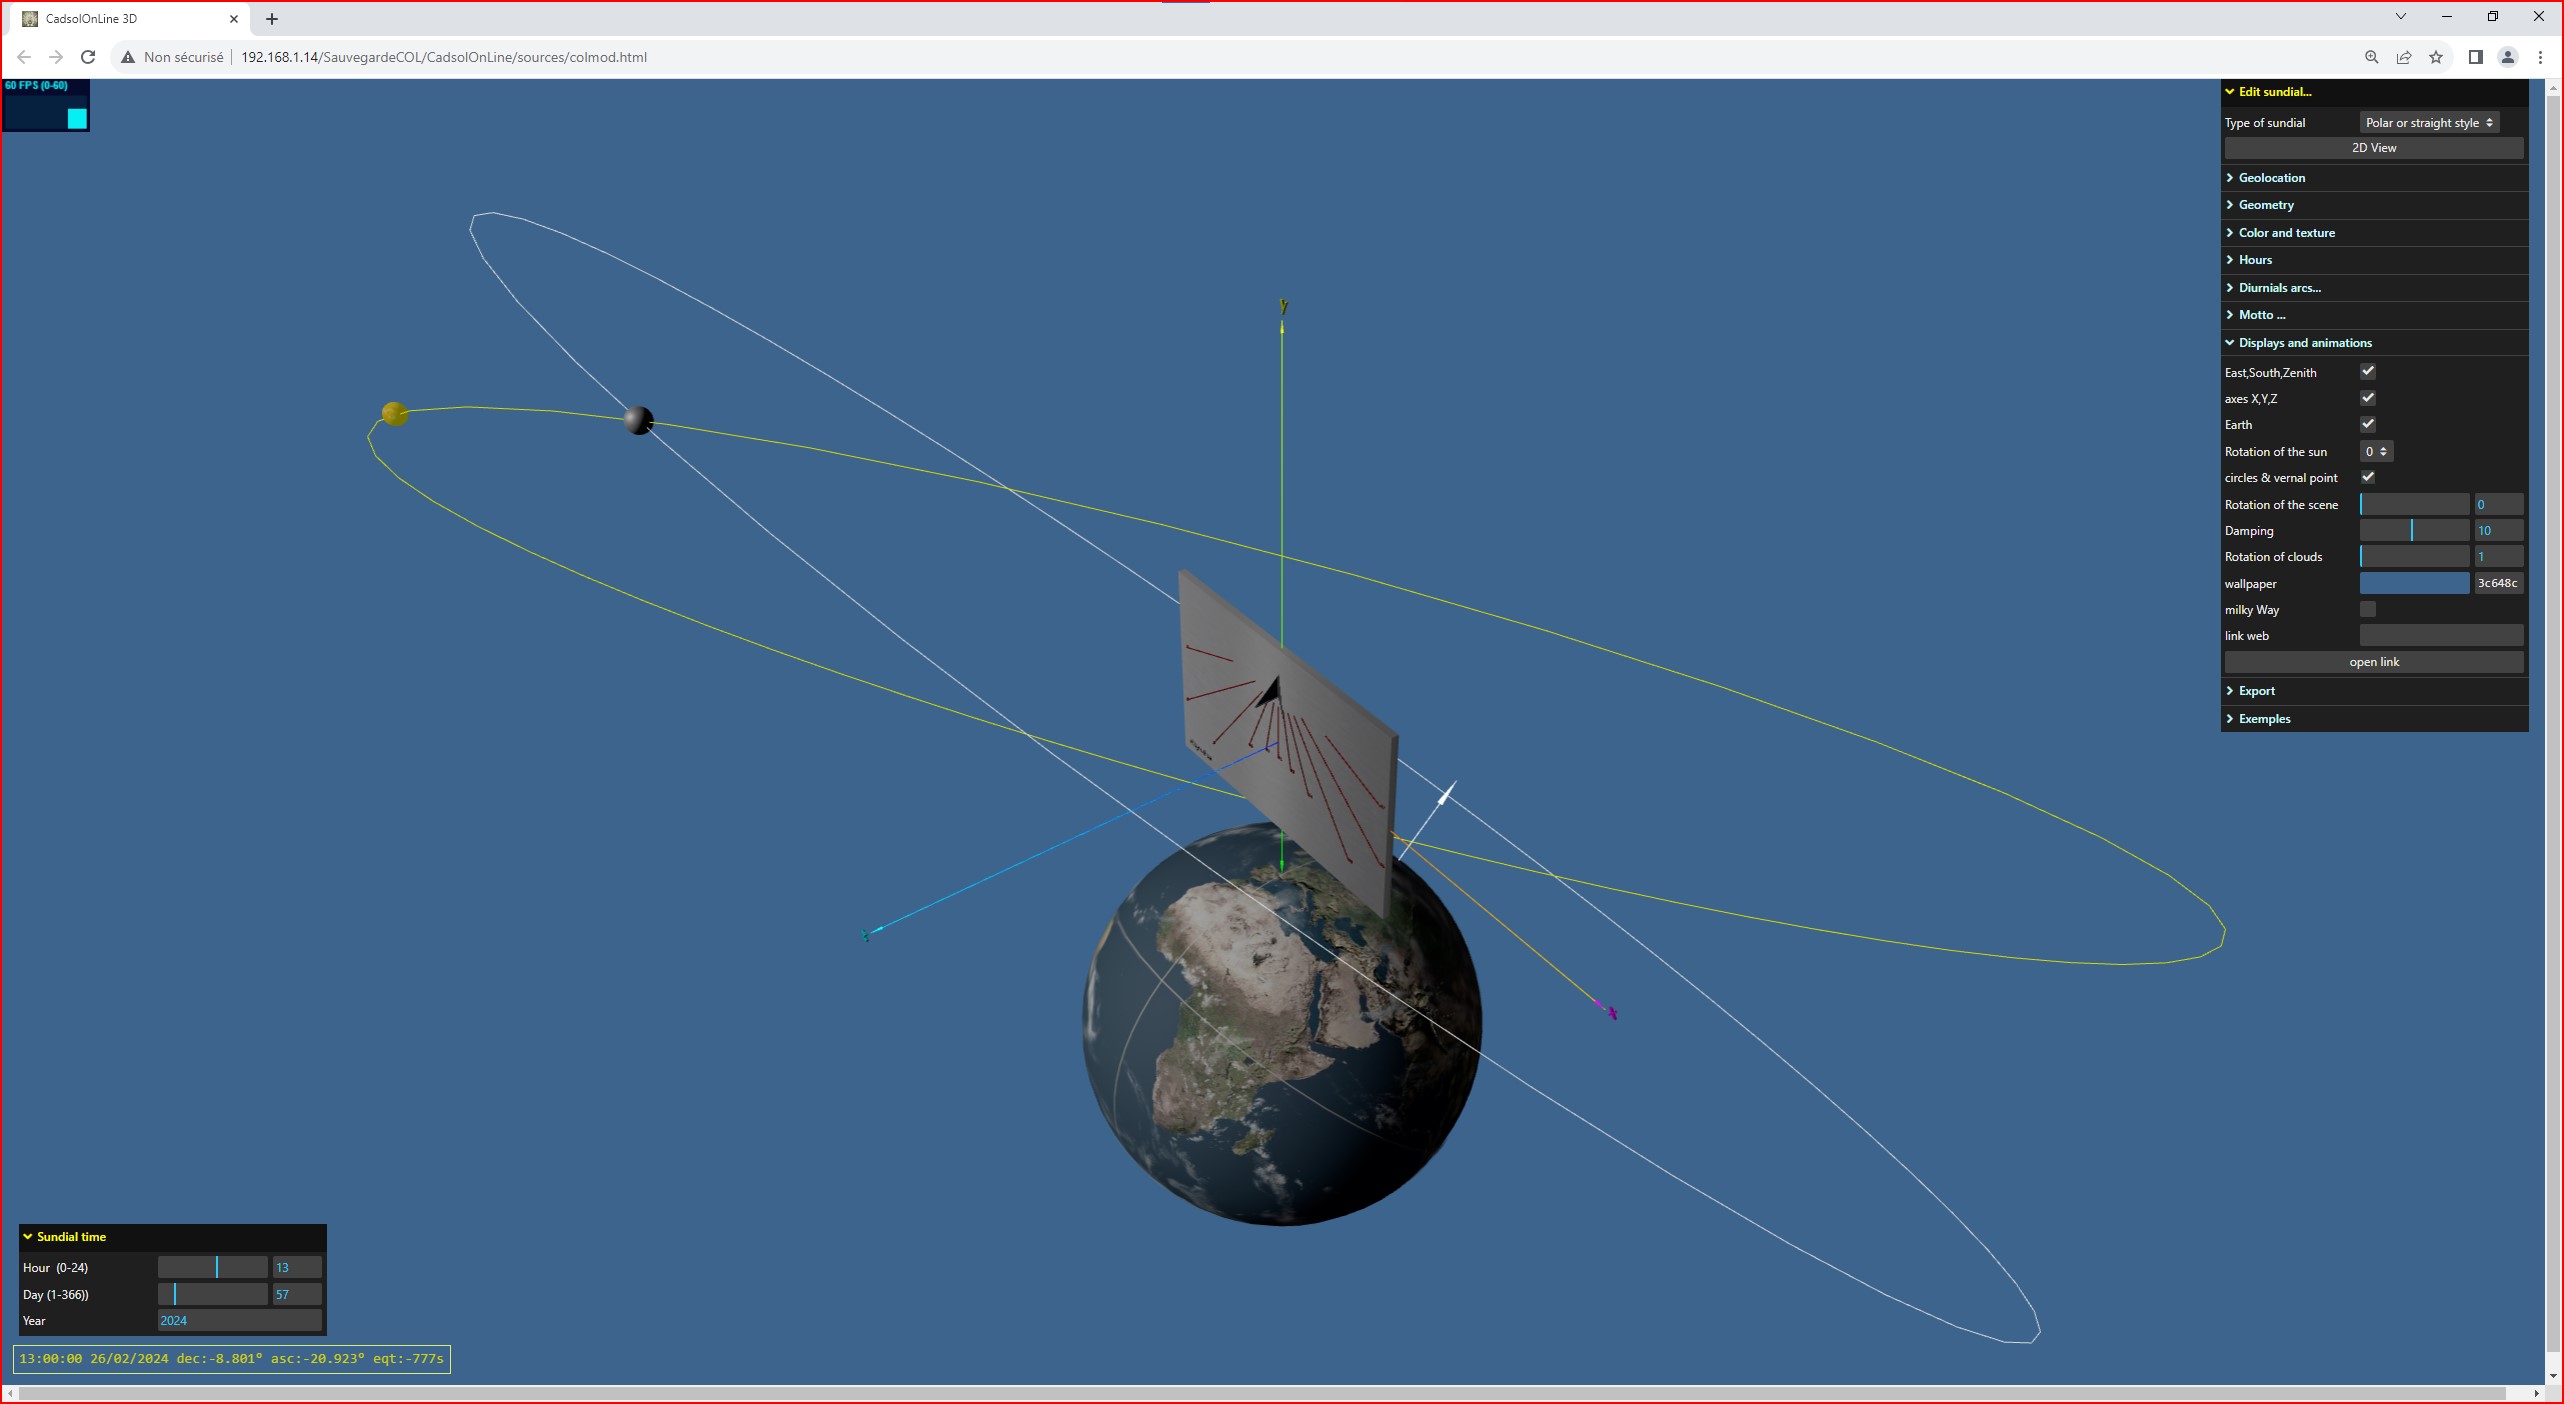 CadsolOnLine 3D
Non sécurisé 192.168.1.14/SauvegardeCOL/CadsolOnLine/sources/colmod.html
60 FPS (0-60)
Edit sundial...
Type of sundial Polar or straight style
2D View
Geolocation
Geometry
Color and texture
Hours
Diurnials arcs...
Motto ...
Displays and animations
East,South,Zenith
axes X,Y,Z
Earth
Rotation of the sun 0
circles & vernal point
Rotation of the scene 0
Damping 10
Rotation of clouds 1
wallpaper 3c648c
milky Way
link web
open link
Export
Exemples
y
x
Sundial time
Hour (0-24) 13
Day (1-366)) 57
Year 2024
13:00:00 26/02/2024 dec:-8.801° asc:-20.923° eqt:-777s